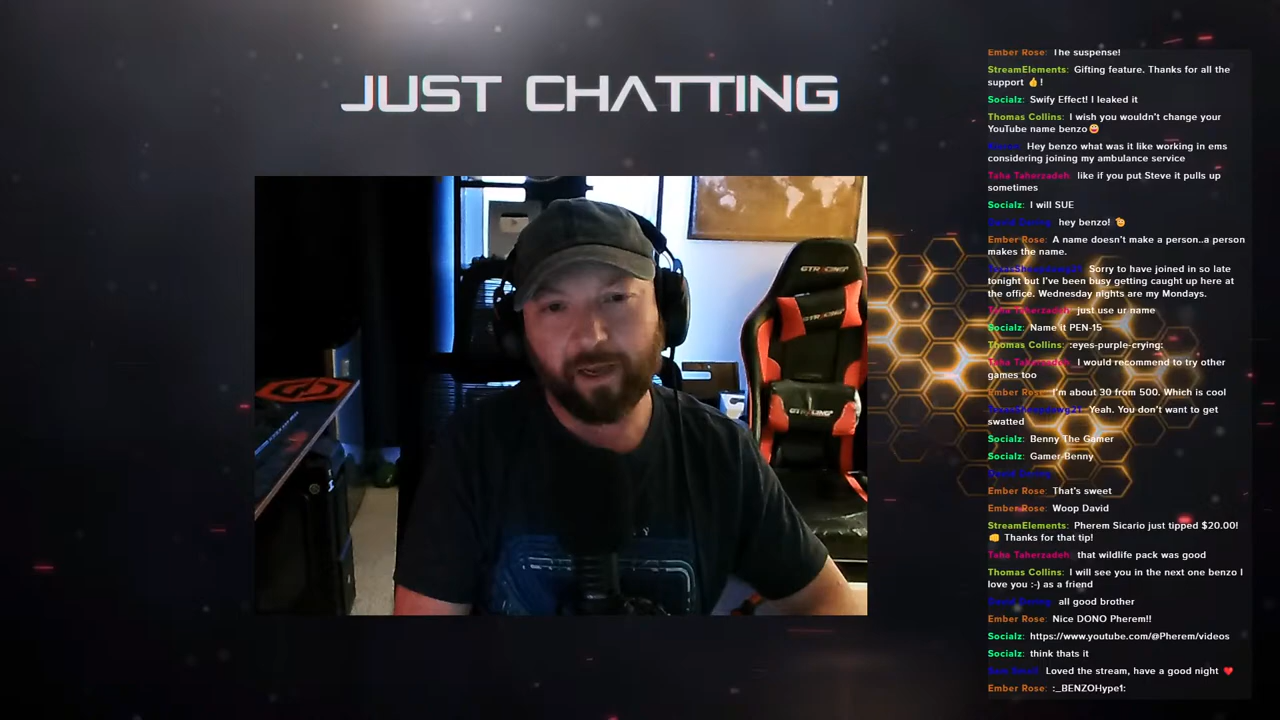 JUST CHATTING
GTRACING
GTRACING
Ember Rose: The suspense!
StreamElements: Gifting feature. Thanks for all the
support 👍 !
Socialz: Swify Effect! I leaked it
Thomas Collins: I wish you wouldn't change your
YouTube name benzo😀
Hey benzo what was it like working in ems
considering joining my ambulance service
Taha Taherzadeh: like if you put Steve it pulls up
sometimes
Socialz: I will SUE
hey benzo! 🫡
Ember Rose: A name doesn't make a person..a person
makes the name.
Sorry to have joined in so late
tonight but I've been busy getting caught up here at
the office. Wednesday nights are my Mondays.
Taha Taherzadeh: just use ur name
Socialz: Name it PEN-15
Thomas Collins: :eyes-purple-crying:
Taha Taherzadeh: I would recommend to try other
games too
Ember Rose: I'm about 30 from 500. Which is cool
Yeah. You don't want to get
swatted
Socialz: Benny The Gamer
Socialz: Gamer Benny
Ember Rose: That's sweet
Ember Rose: Woop David
StreamElements: Pherem Sicario just tipped $20.00!
👊 Thanks for that tip!
Taha Taherzadeh: that wildlife pack was good
Thomas Collins: I will see you in the next one benzo I
love you :-) as a friend
all good brother
Ember Rose: Nice DONO Pherem!!
Socialz: https://www.youtube.com/@Pherem/videos
Socialz: think thats it
Loved the stream, have a good night ❤️
Ember Rose: :_BENZOHype1: